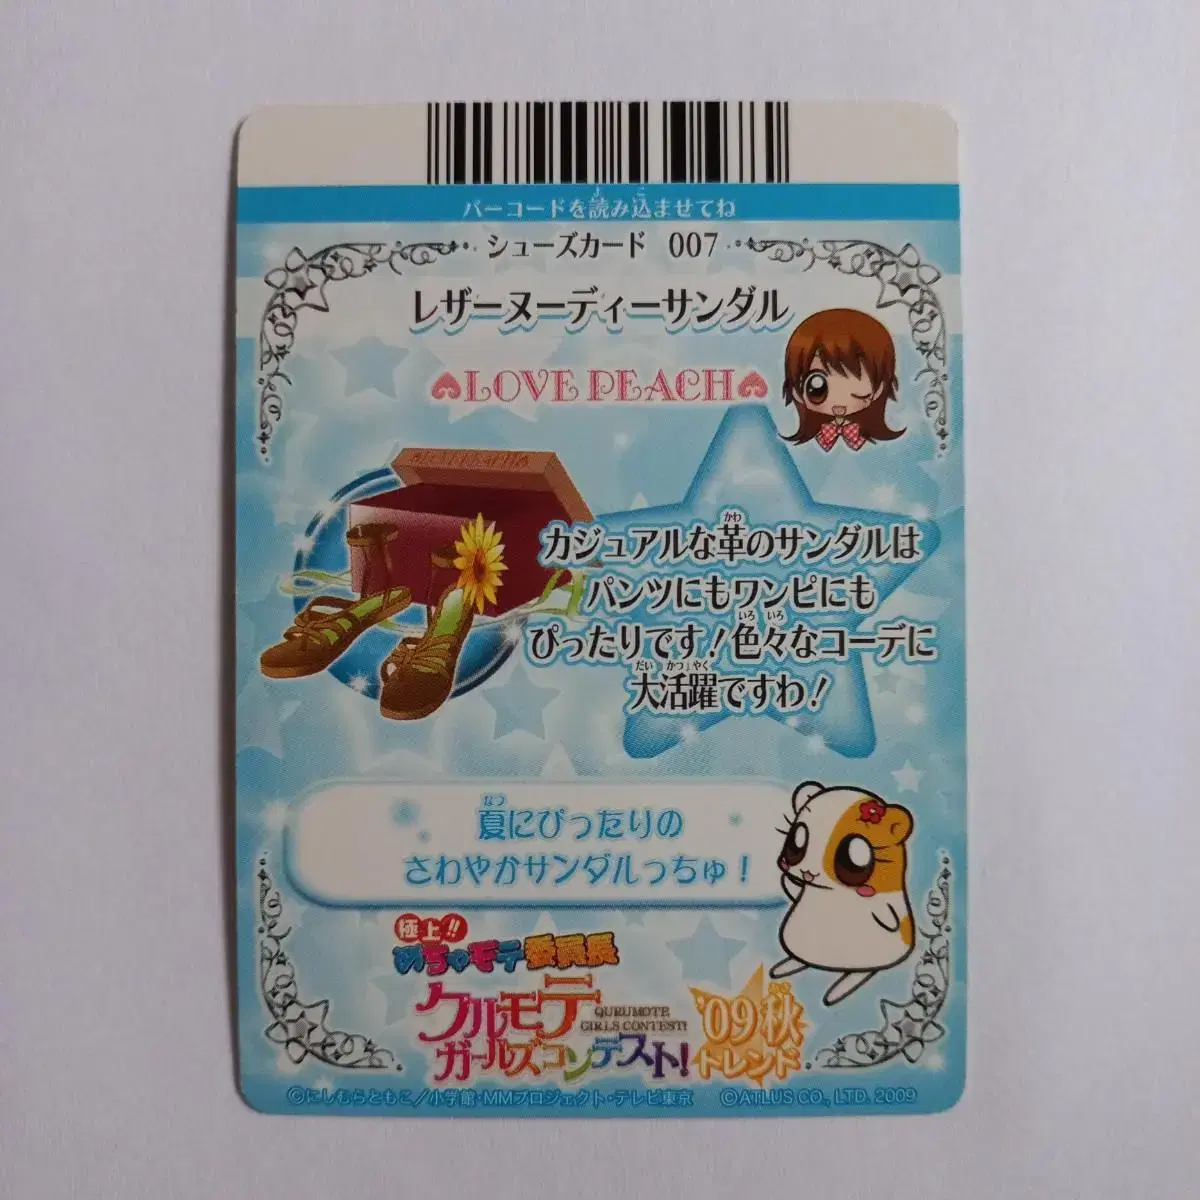 バーコードを読み込ませてね
シューズカード 007
レザーヌーディーサンダル
LOVE PEACH
カジュアルな革のサンダルは
パンツにもワンピにも
ぴったりです!色々なコーデに
大活躍ですわ!
夏にぴったりの
さわやかサンダルっちゅ!
極上!!
めちゃモテ委員長
クルモテ
QURUMOTE
GIRLS CONTEST!
ガールズコンテスト!
'09秋
トレンド
©にしむらともこ/小学館・MMプロジェクト・テレビ東京 ©ATLUS CO., LTD. 2009